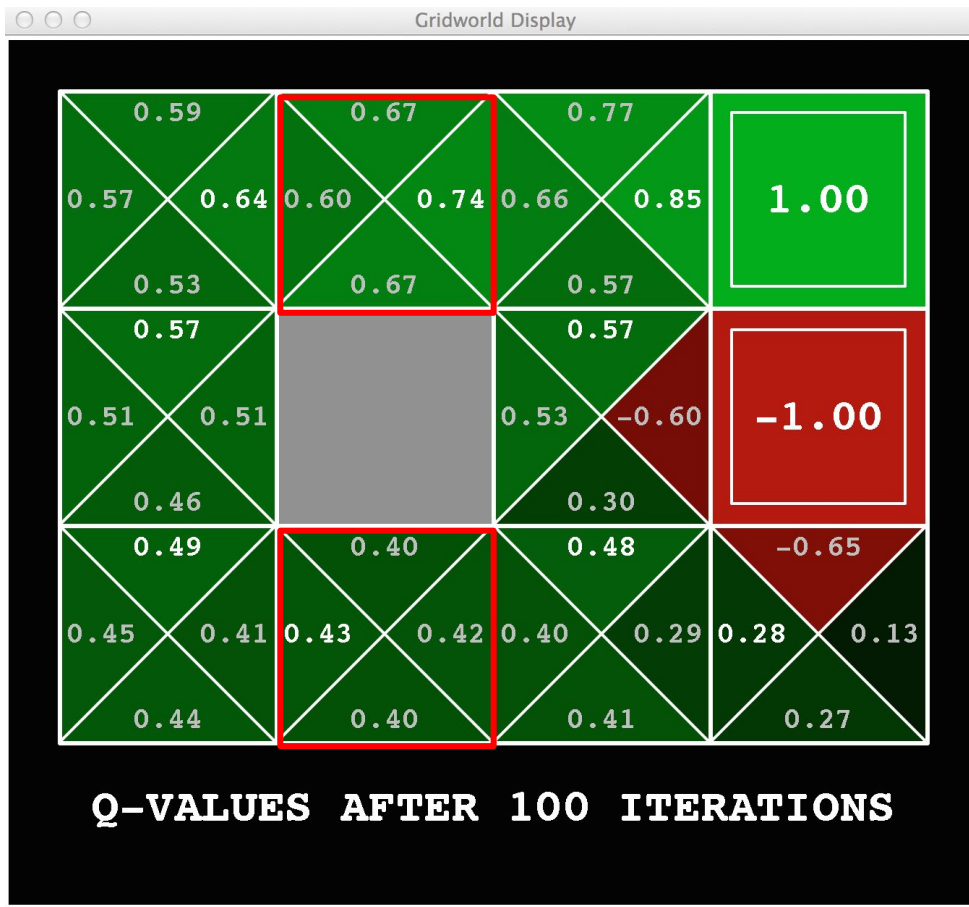 Gridworld Display
0.59 0.67 0.77
0.57 0.64 0.60 0.74 0.66 0.85 1.00
0.53 0.67 0.57
0.57 0.57
0.51 0.51 0.53 -0.60 -1.00
0.46 0.30
0.49 0.40 0.48 -0.65
0.45 0.41 0.43 0.42 0.40 0.29 0.28 0.13
0.44 0.40 0.41 0.27
Q-VALUES AFTER 100 ITERATIONS